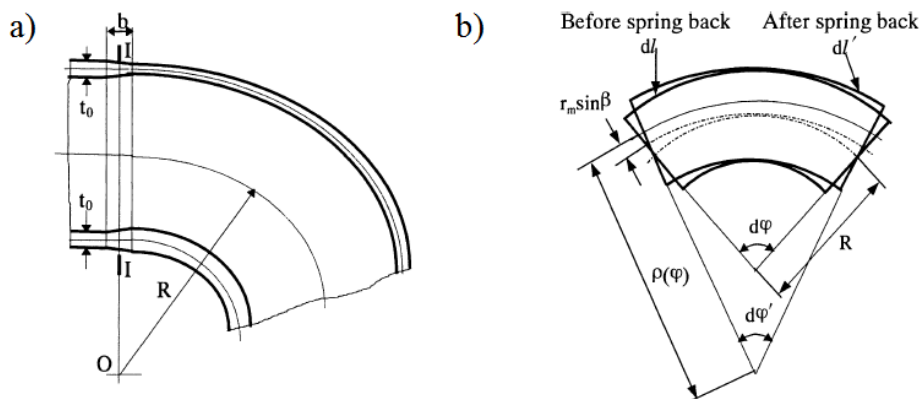 a)
b
I
t₀
t₀
I
R
O
b)
Before spring back
dl
After spring back
dl′
rₘsinβ
dφ
R
ρ(φ)
dφ′